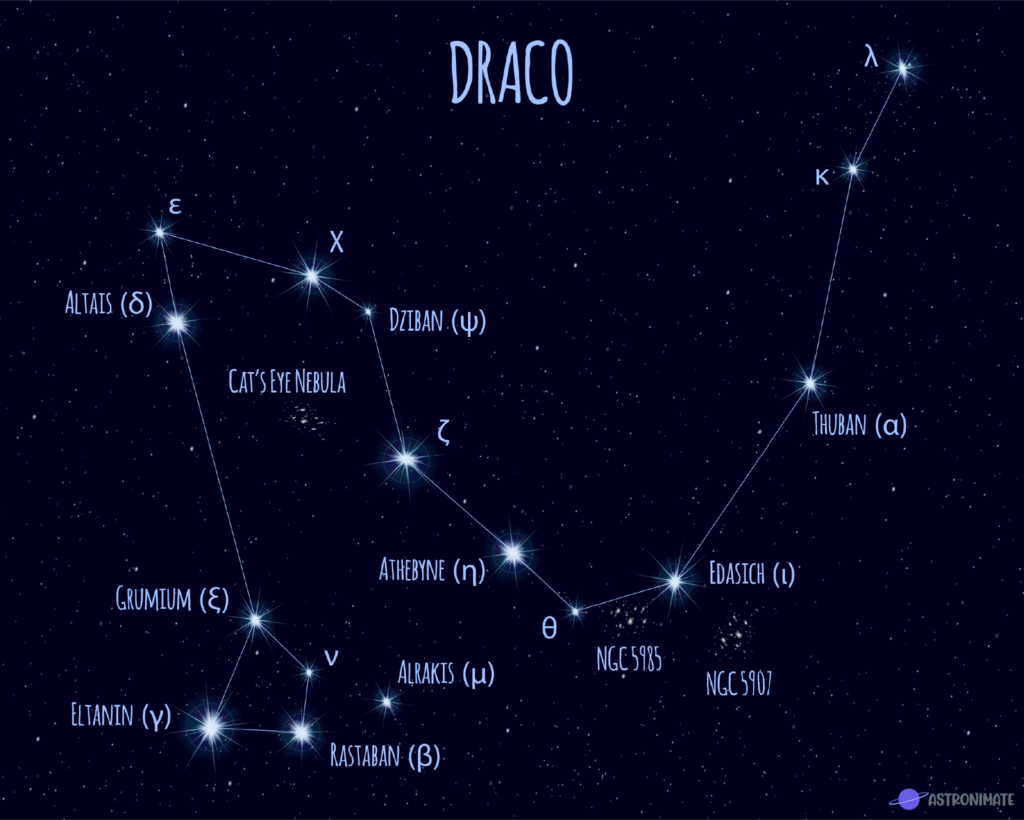 DRACO
λ
κ
ε
χ
ALTAIS (δ)
DZIBAN (ψ)
CAT'S EYE NEBULA
THUBAN (α)
ζ
ATHEBYNE (η)
EDASICH (ι)
GRUMIUM (ξ)
θ
ν
NGC 5985
ALRAKIS (μ)
NGC 5907
ELTANIN (γ)
RASTABAN (β)
ASTRONIMATE